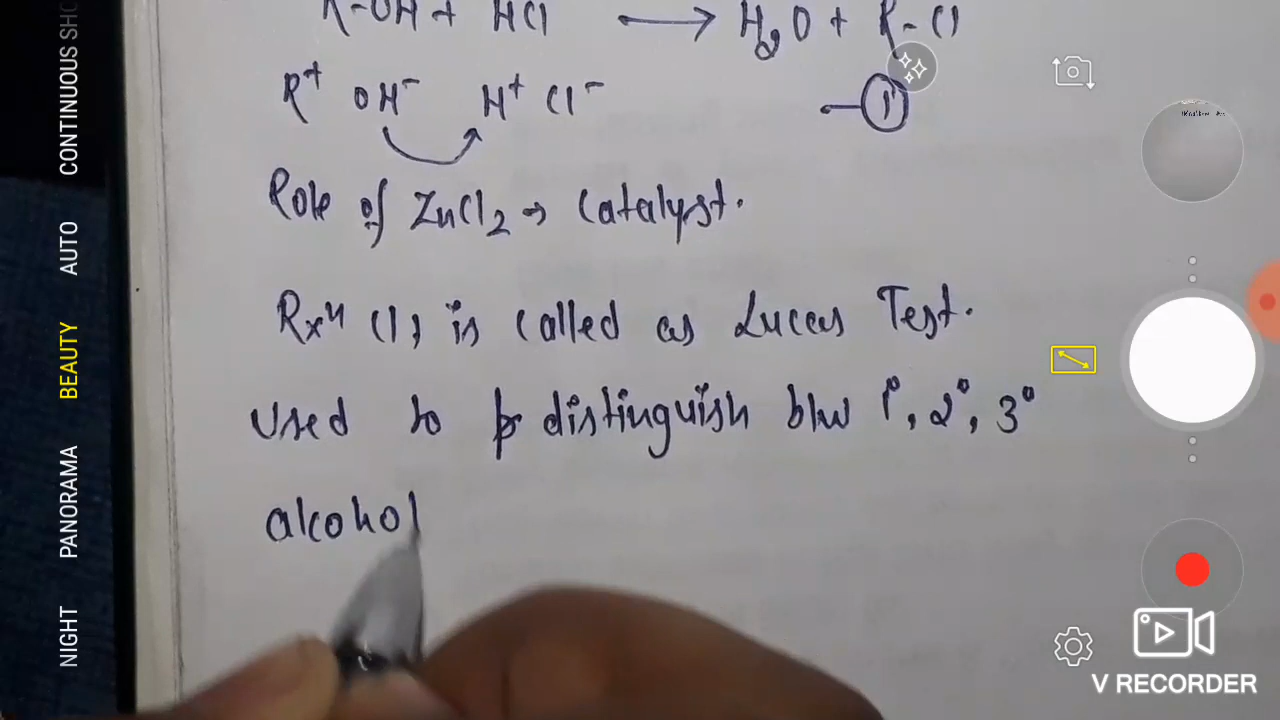 R-OH + HCl → H2O + R-Cl
R+ OH- H+ Cl- -(1)
Role of ZnCl2 → Catalyst.
Rxn (1) is called as Lucas Test.
Used to distinguish b/w 1°, 2°, 3°
alcohol
CONTINUOUS SHO
AUTO
BEAUTY
PANORAMA
NIGHT
V RECORDER